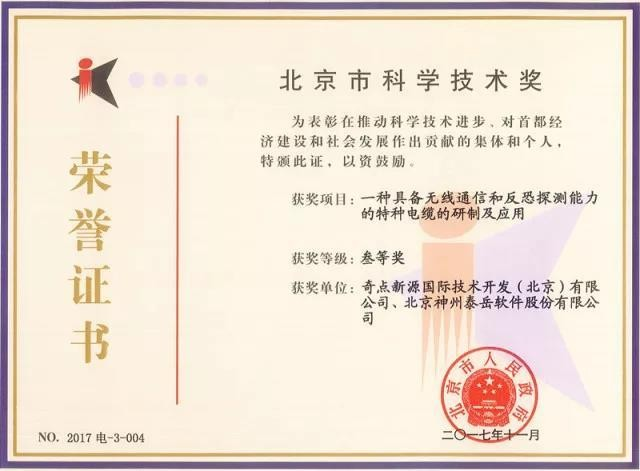 荣誉证书
北京市科学技术奖
为表彰在推动科学技术进步、对首都经
济建设和社会发展作出贡献的集体和个人，
特颁此证，以资鼓励。
获奖项目：一种具备无线通信和反恐探测能力
的特种电缆的研制及应用
获奖等级：叁等奖
获奖单位：奇点新源国际技术开发（北京）有限
公司、北京神州泰岳软件股份有限公
司
北京市人民政府
二〇一七年十一月
NO. 2017 电-3-004